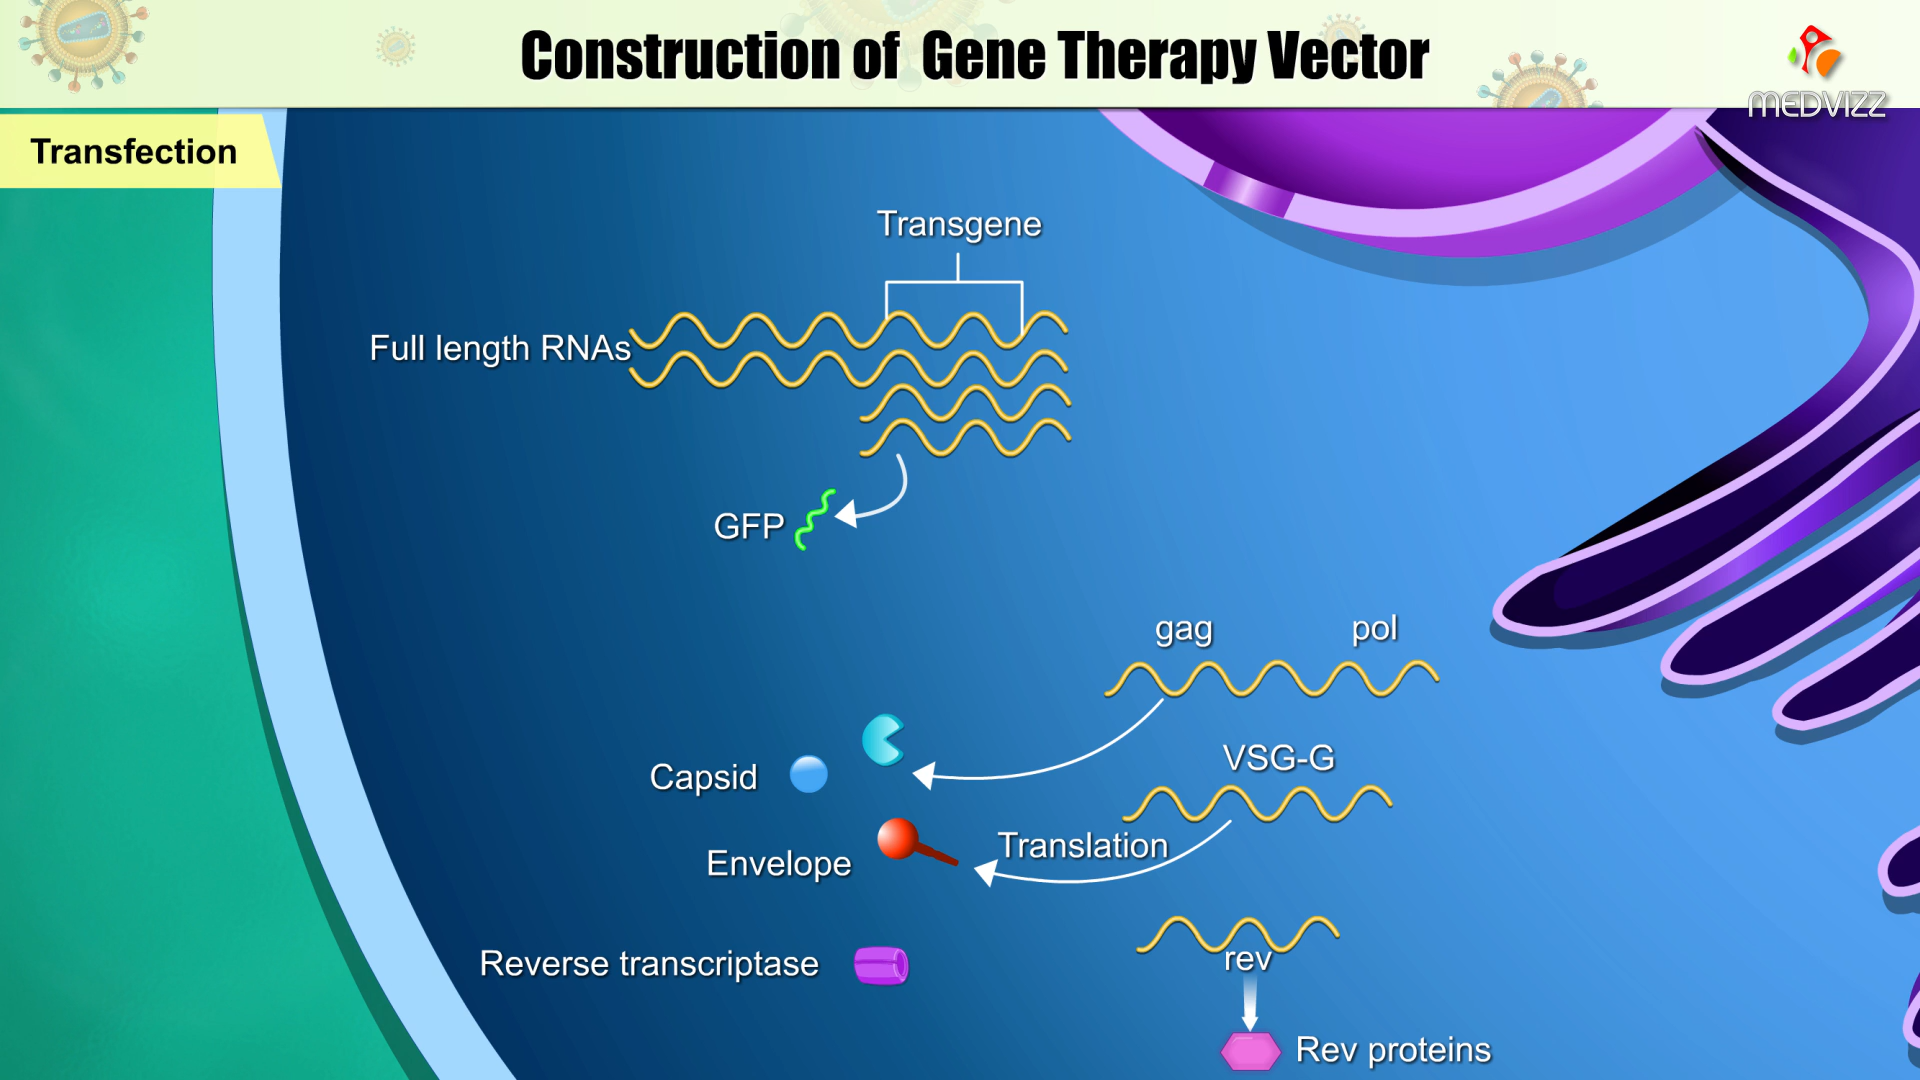 Construction of Gene Therapy Vector
MEDVIZZ
Transfection
Transgene
Full length RNAs
GFP
gag pol
VSG-G
Capsid
Translation
Envelope
rev
Reverse transcriptase
Rev proteins